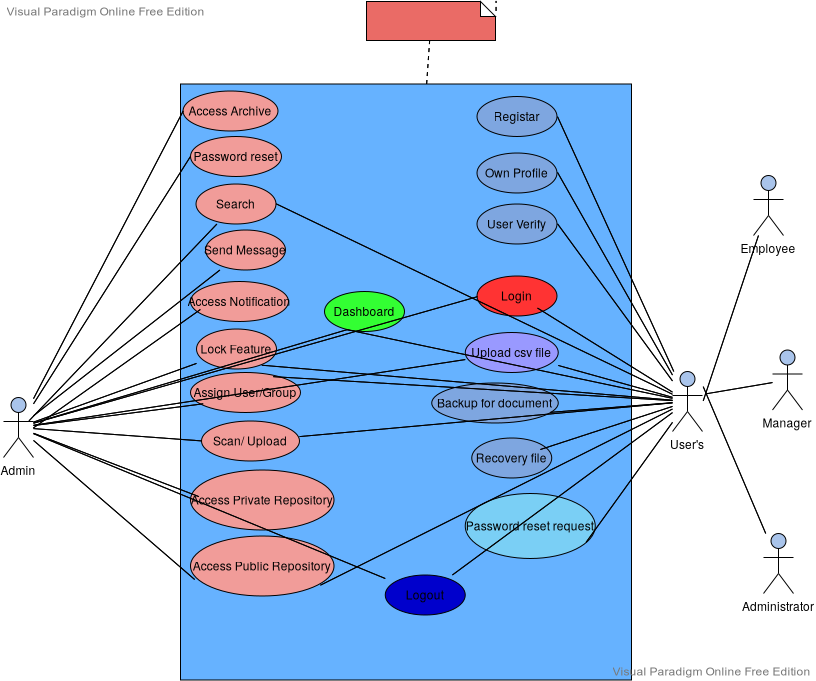 Visual Paradigm Online Free Edition
Access Archive
Registar
Password reset
Own Profile
Search
User Verify
Send Message
Employee
Access Notification
Login
Dashboard
Lock Feature
Upload csv file
Assign User/Group
Backup for document
Manager
Scan/ Upload
User's
Admin
Recovery file
Access Private Repository
Password reset request
Access Public Repository
Logout
Administrator
Visual Paradigm Online Free Edition